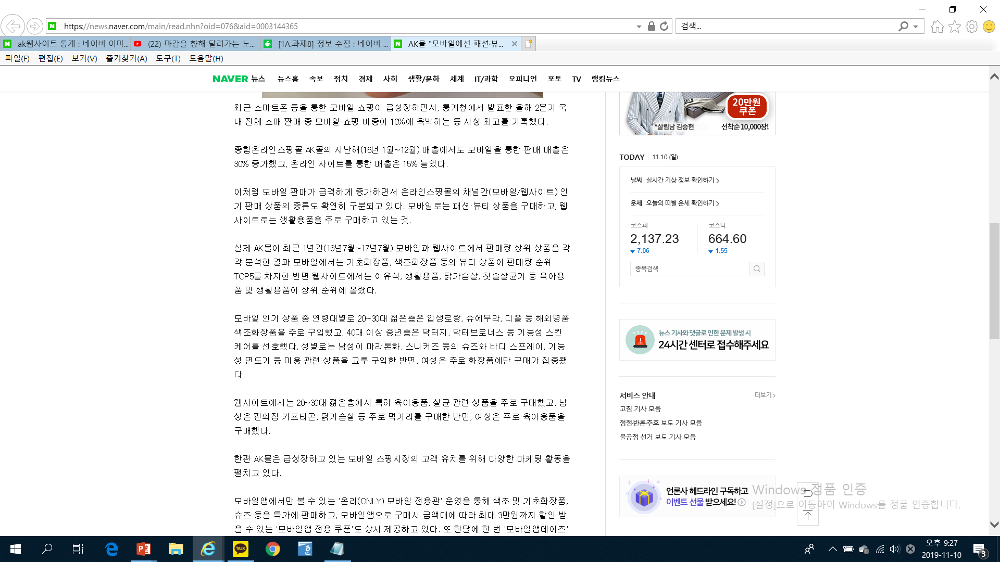 https://news.naver.com/main/read.nhn?oid=076&aid=0003144365
검색...
ak웹사이트 통계 : 네이버 이미...
(22) 마감을 향해 달려가는 노...
[1A.과제8] 정보 수집 : 네이버 ...
AK몰 "모바일에선 패션·뷰...
파일(F) 편집(E) 보기(V) 즐겨찾기(A) 도구(T) 도움말(H)
NAVER 뉴스 뉴스홈 속보 정치 경제 사회 생활/문화 세계 IT/과학 오피니언 포토 TV 랭킹뉴스
최근 스마트폰 등을 통한 모바일 쇼핑이 급성장하면서, 통계청에서 발표한 올해 2분기 국
내 전체 소매 판매 중 모바일 쇼핑 비중이 10%에 육박하는 등 사상 최고를 기록했다.
종합온라인쇼핑몰 AK몰의 지난해(16년 1월~12월) 매출에서도 모바일을 통한 판매 매출은
30% 증가했고, 온라인 사이트를 통한 매출은 15% 늘었다.
이처럼 모바일 판매가 급격하게 증가하면서 온라인쇼핑몰의 채널간(모바일/웹사이트) 인
기 판매 상품의 종류도 확연히 구분되고 있다. 모바일로는 패션·뷰티 상품을 구매하고, 웹
사이트로는 생활용품을 주로 구매하고 있는 것.
실제 AK몰이 최근 1년간(16년7월~17년7월) 모바일과 웹사이트에서 판매량 상위 상품을 각
각 분석한 결과 모바일에서는 기초화장품, 색조화장품 등의 뷰티 상품이 판매량 순위
TOP5를 차지한 반면 웹사이트에서는 이유식, 생활용품, 닭가슴살, 칫솔살균기 등 육아용
품 및 생활용품이 상위 순위에 올랐다.
모바일 인기 상품 중 연령대별로 20~30대 젊은층은 입생로랑, 슈에무라, 디올 등 해외명품
색조화장품을 주로 구입했고, 40대 이상 중년층은 닥터지, 닥터브로너스 등 기능성 스킨
케어를 선호했다. 성별로는 남성이 마라톤화, 스니커즈 등의 슈즈와 바디 스프레이, 기능
성 면도기 등 미용 관련 상품을 고루 구입한 반면, 여성은 주로 화장품에만 구매가 집중됐
다.
웹사이트에서는 20~30대 젊은층에서 특히 육아용품, 살균 관련 상품을 주로 구매했고, 남
성은 편의점 키프티콘, 닭가슴살 등 주로 먹거리를 구매한 반면, 여성은 주로 육아용품을
구매했다.
한편 AK몰은 급성장하고 있는 모바일 쇼핑시장의 고객 유치를 위해 다양한 마케팅 활동을
펼치고 있다.
모바일앱에서만 볼 수 있는 '온리(ONLY) 모바일 전용관' 운영을 통해 색조 및 기초화장품,
슈즈 등을 특가에 판매하고, 모바일앱으로 구매시 금액대에 따라 최대 3만원까지 할인 받
을 수 있는 '모바일앱 전용 쿠폰'도 상시 제공하고 있다. 또 한달에 한 번 '모바일앱데이즈'
20만원
쿠폰
*살림남 김승현
선착순 10,000장!
TODAY 11.10 (일)
날씨 실시간 기상 정보 확인하기
운세 오늘의 띠별 운세 확인하기
코스피 코스닥
2,137.23 664.60
7.06 1.55
종목검색
뉴스 기사와 댓글로 인한 문제 발생 시
24시간 센터로 접수해주세요
서비스 안내 더보기
고침 기사 모음
정정·반론·추후 보도 기사 모음
불공정 선거 보도 기사 모음
언론사 헤드라인 구독하고
이벤트 선물 받으세요!
Windows 정품 인증
[설정]으로 이동하여 Windows를 정품 인증합니다.
TALK
오후 9:27
2019-11-10
3